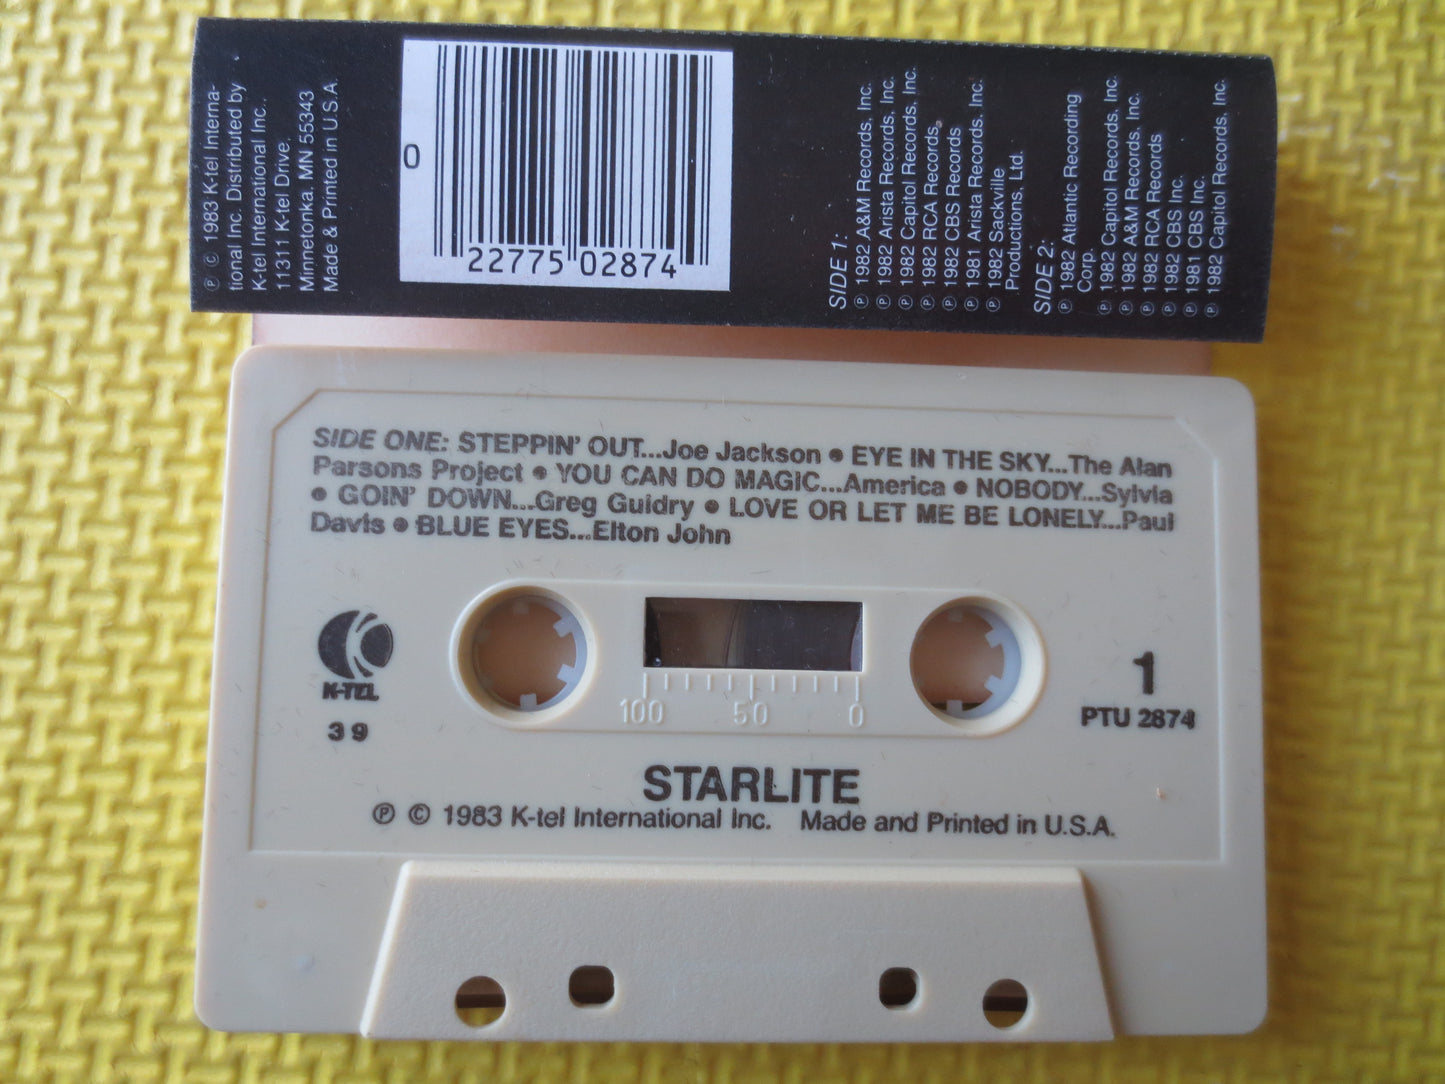 ℗ © 1983 K-tel Interna-
tional Inc. Distributed by
K-tel International Inc.,
11311 K-tel Drive,
Minnetonka, MN 55343
Made & Printed in U.S.A.
0
22775 02874
SIDE 1:
℗ 1982 A&M Records, Inc.
℗ 1982 Arista Records, Inc.
℗ 1982 Capitol Records, Inc.
℗ 1982 RCA Records,
℗ 1982 CBS Records
℗ 1981 Arista Records, Inc.
℗ 1982 Sackville
Productions, Ltd.
SIDE 2:
℗ 1982 Atlantic Recording
Corp.
℗ 1982 Capitol Records, Inc.
℗ 1982 A&M Records, Inc.
℗ 1982 RCA Records
℗ 1982 CBS Inc.
℗ 1981 CBS Inc.
℗ 1982 Capitol Records, Inc.
SIDE ONE: STEPPIN' OUT...Joe Jackson • EYE IN THE SKY...The Alan
Parsons Project • YOU CAN DO MAGIC...America • NOBODY...Sylvia
• GOIN' DOWN...Greg Guidry • LOVE OR LET ME BE LONELY...Paul
Davis • BLUE EYES...Elton John
K-TEL
39
100 50 0
1
PTU 2874
STARLITE
℗ © 1983 K-tel International Inc. Made and Printed in U.S.A.